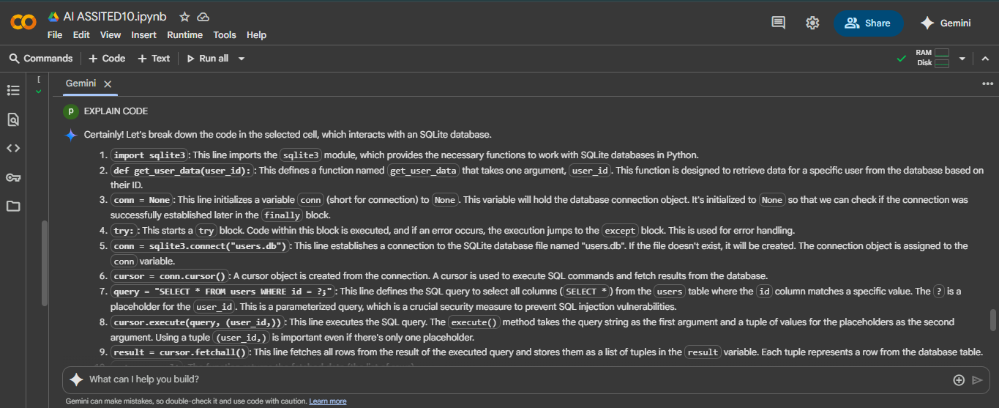 AI ASSITED10.ipynb
File Edit View Insert Runtime Tools Help
Share
Gemini
Commands + Code + Text Run all
RAM
Disk
Gemini
P EXPLAIN CODE
Certainly! Let's break down the code in the selected cell, which interacts with an SQLite database.
1. import sqlite3: This line imports the sqlite3 module, which provides the necessary functions to work with SQLite databases in Python.
2. def get_user_data(user_id):: This defines a function named get_user_data that takes one argument, user_id. This function is designed to retrieve data for a specific user from the database based on
their ID.
3. conn = None: This line initializes a variable conn (short for connection) to None. This variable will hold the database connection object. It's initialized to None so that we can check if the connection was
successfully established later in the finally block.
4. try:: This starts a try block. Code within this block is executed, and if an error occurs, the execution jumps to the except block. This is used for error handling.
5. conn = sqlite3.connect("users.db"): This line establishes a connection to the SQLite database file named "users.db". If the file doesn't exist, it will be created. The connection object is assigned to the
conn variable.
6. cursor = conn.cursor(): A cursor object is created from the connection. A cursor is used to execute SQL commands and fetch results from the database.
7. query = "SELECT * FROM users WHERE id = ?;": This line defines the SQL query to select all columns (SELECT *) from the users table where the id column matches a specific value. The ? is a
placeholder for the user_id. This is a parameterized query, which is a crucial security measure to prevent SQL injection vulnerabilities.
8. cursor.execute(query, (user_id,)): This line executes the SQL query. The execute() method takes the query string as the first argument and a tuple of values for the placeholders as the second
argument. Using a tuple (user_id,) is important even if there's only one placeholder.
9. result = cursor.fetchall(): This line fetches all rows from the result of the executed query and stores them as a list of tuples in the result variable. Each tuple represents a row from the database table.
What can I help you build?
Gemini can make mistakes, so double-check it and use code with caution. Learn more